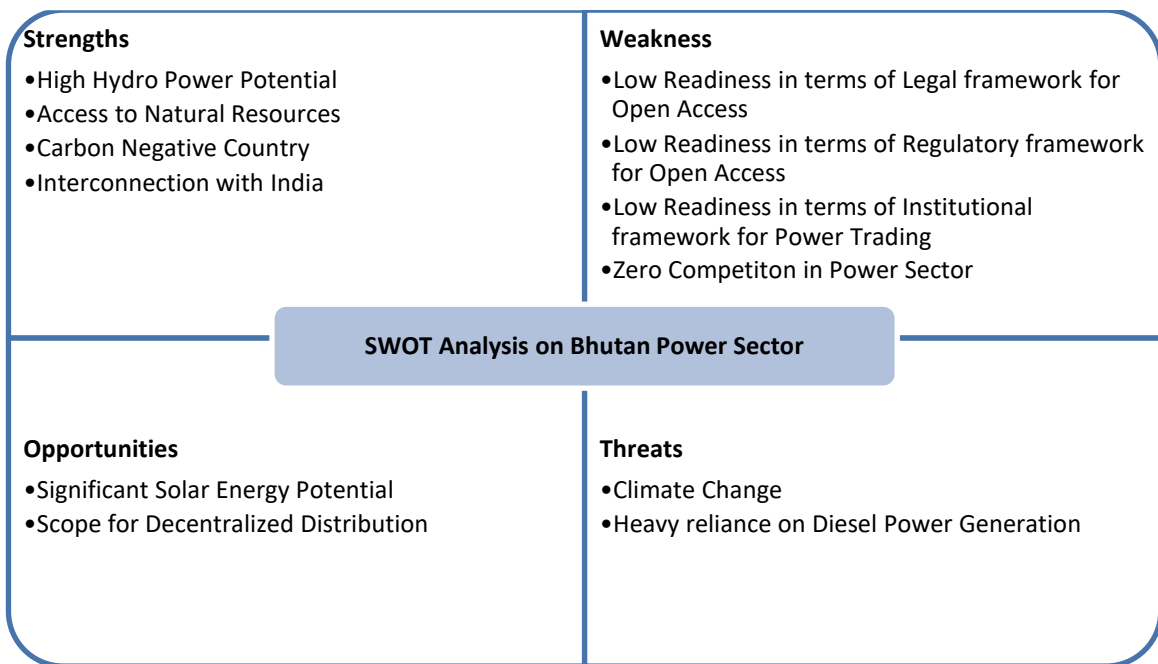 Strengths
•High Hydro Power Potential
•Access to Natural Resources
•Carbon Negative Country
•Interconnection with India
Weakness
•Low Readiness in terms of Legal framework for
Open Access
•Low Readiness in terms of Regulatory framework
for Open Access
•Low Readiness in terms of Institutional
framework for Power Trading
•Zero Competiton in Power Sector
SWOT Analysis on Bhutan Power Sector
Opportunities
•Significant Solar Energy Potential
•Scope for Decentralized Distribution
Threats
•Climate Change
•Heavy reliance on Diesel Power Generation